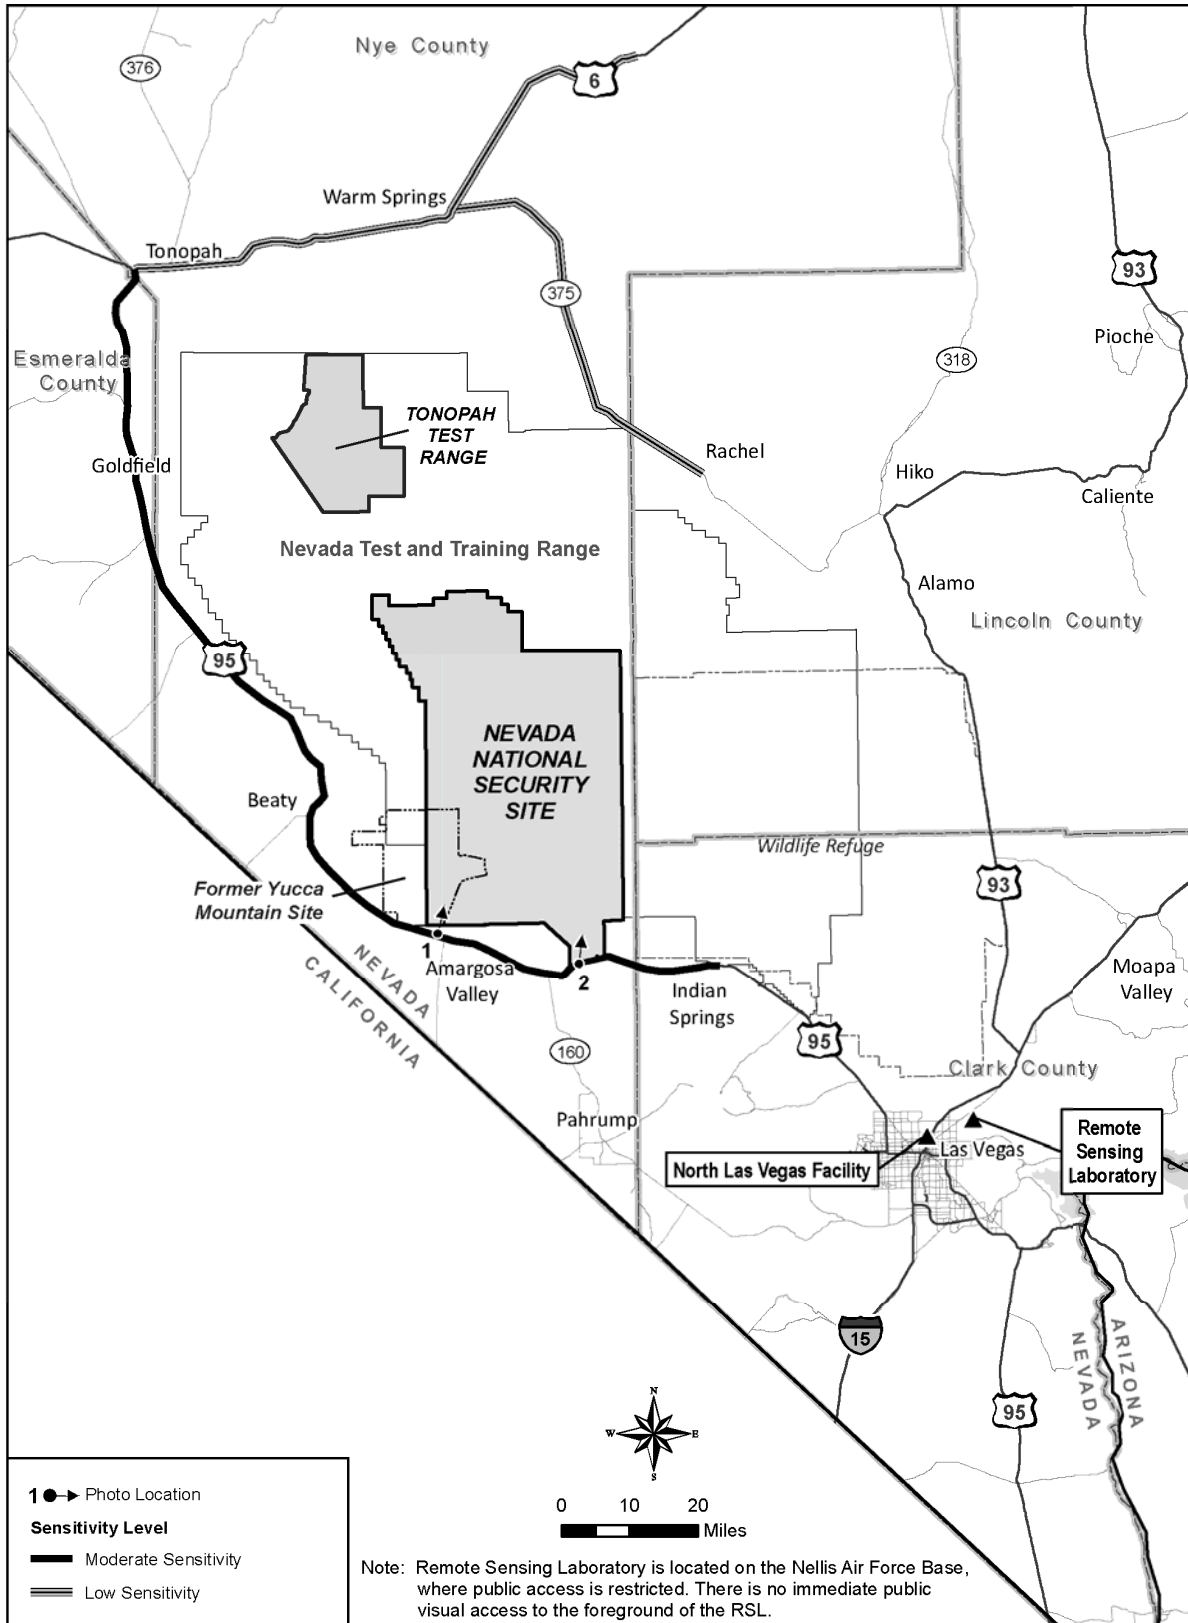 Nye County
376
6
Warm Springs
Tonopah
93
375
Pioche
Esmeralda
County
318
TONOPAH
TEST
RANGE
Rachel
Goldfield
Hiko
Caliente
Nevada Test and Training Range
Alamo
Lincoln County
95
NEVADA
NATIONAL
SECURITY
SITE
Beaty
Wildlife Refuge
Former Yucca
Mountain Site
93
1
NEVADA
CALIFORNIA
Amargosa
Valley
2
Indian
Springs
Moapa
Valley
95
160
Clark County
Pahrump
Remote
Sensing
Laboratory
Las Vegas
North Las Vegas Facility
15
ARIZONA
NEVADA
95
N
W E
S
0 10 20
Miles
1 Photo Location
Sensitivity Level
Moderate Sensitivity
Low Sensitivity
Note: Remote Sensing Laboratory is located on the Nellis Air Force Base,
where public access is restricted. There is no immediate public
visual access to the foreground of the RSL.